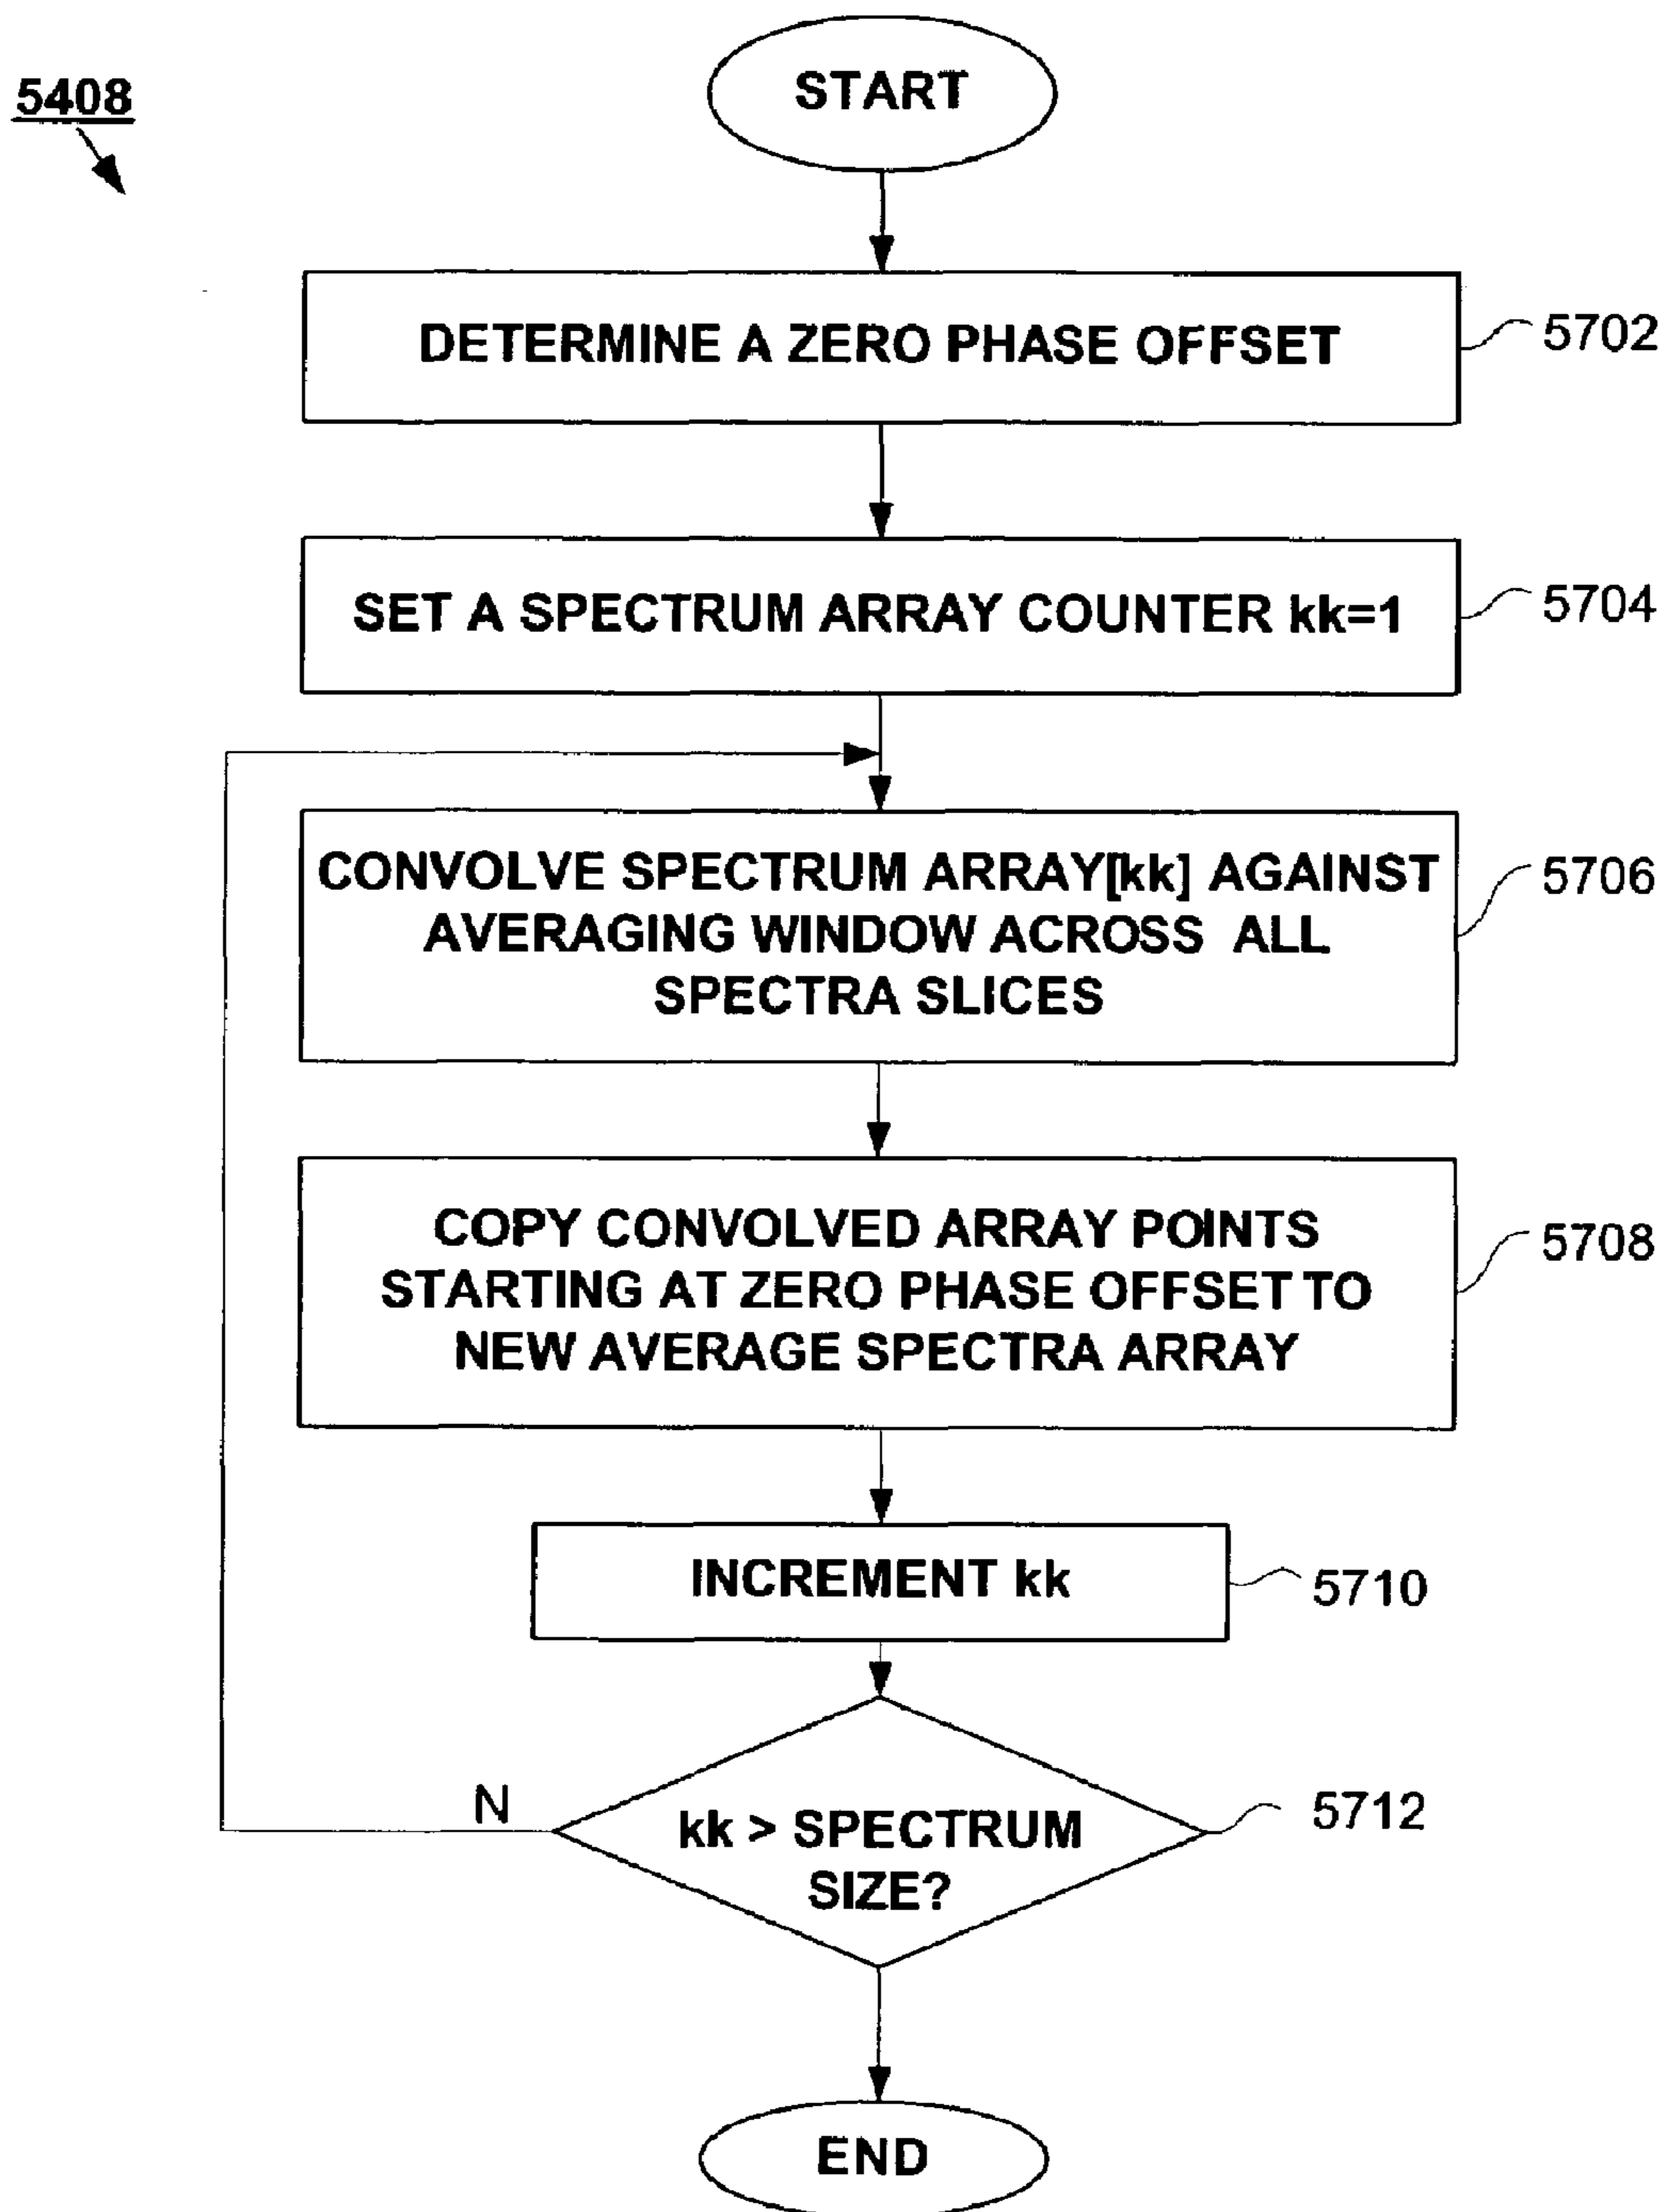 5408
START
DETERMINE A ZERO PHASE OFFSET
5702
SET A SPECTRUM ARRAY COUNTER kk=1
5704
CONVOLVE SPECTRUM ARRAY[kk] AGAINST
AVERAGING WINDOW ACROSS ALL
SPECTRA SLICES
5706
COPY CONVOLVED ARRAY POINTS
STARTING AT ZERO PHASE OFFSET TO
NEW AVERAGE SPECTRA ARRAY
5708
INCREMENT kk
5710
N
kk > SPECTRUM
SIZE?
5712
END